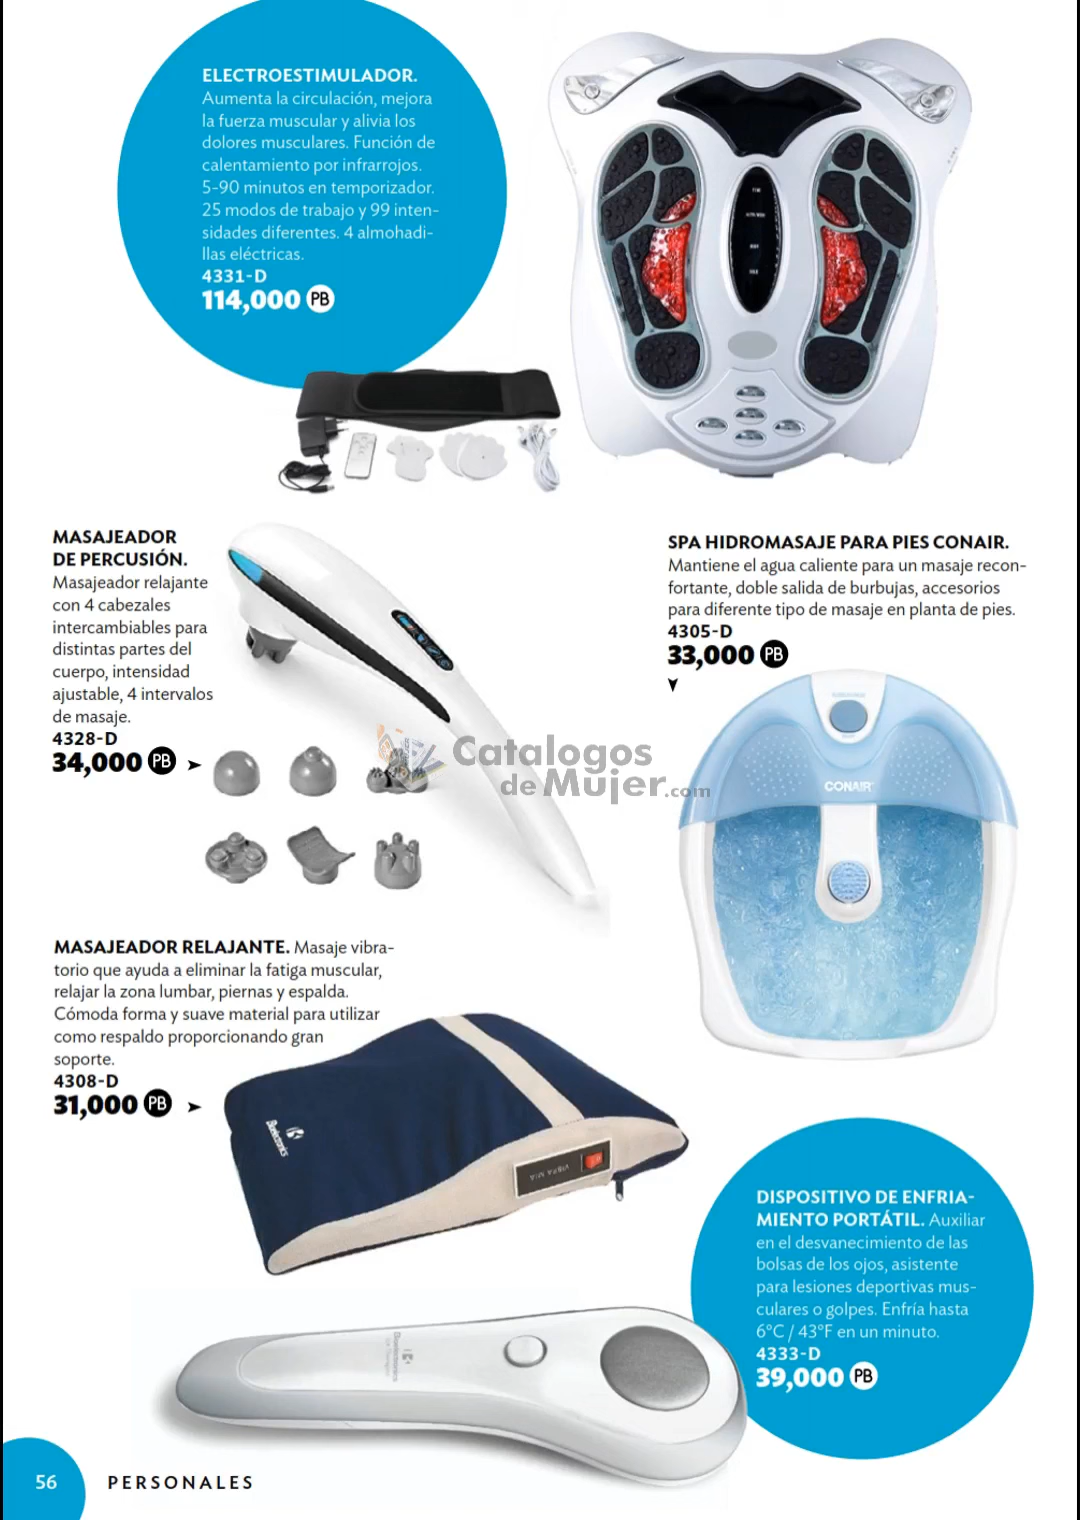 ELECTROESTIMULADOR.
Aumenta la circulación, mejora
la fuerza muscular y alivia los
dolores musculares. Función de
calentamiento por infrarrojos.
5-90 minutos en temporizador.
25 modos de trabajo y 99 inten-
sidades diferentes. 4 almohadi-
llas eléctricas.
4331-D
114,000 PB
MASAJEADOR
DE PERCUSIÓN.
Masajeador relajante
con 4 cabezales
intercambiables para
distintas partes del
cuerpo, intensidad
ajustable, 4 intervalos
de masaje.
4328-D
34,000 PB
SPA HIDROMASAJE PARA PIES CONAIR.
Mantiene el agua caliente para un masaje recon-
fortante, doble salida de burbujas, accesorios
para diferente tipo de masaje en planta de pies.
4305-D
33,000 PB
CONAIR
Catalogos
de Mujer.com
MASAJEADOR RELAJANTE. Masaje vibra-
torio que ayuda a eliminar la fatiga muscular,
relajar la zona lumbar, piernas y espalda.
Cómoda forma y suave material para utilizar
como respaldo proporcionando gran
soporte.
4308-D
31,000 PB
Bioelectronics
DISPOSITIVO DE ENFRIA-
MIENTO PORTÁTIL. Auxiliar
en el desvanecimiento de las
bolsas de los ojos, asistente
para lesiones deportivas mus-
culares o golpes. Enfría hasta
6°C / 43°F en un minuto.
4333-D
39,000 PB
Bioelectronics
56 PERSONALES